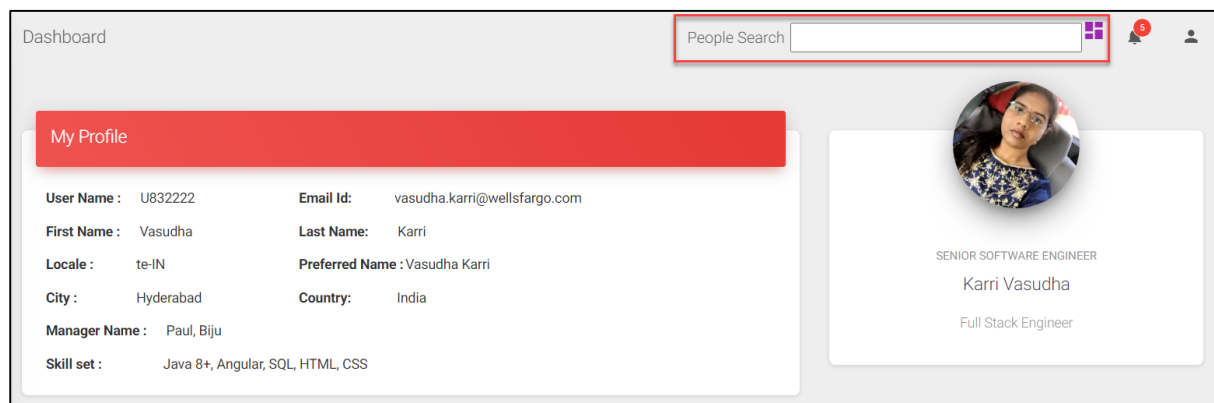 Dashboard
People Search
5
My Profile
User Name : U832222 Email Id: vasudha.karri@wellsfargo.com
First Name : Vasudha Last Name: Karri
Locale : te-IN Preferred Name : Vasudha Karri
City : Hyderabad Country: India
Manager Name : Paul, Biju
Skill set : Java 8+, Angular, SQL, HTML, CSS
SENIOR SOFTWARE ENGINEER
Karri Vasudha
Full Stack Engineer